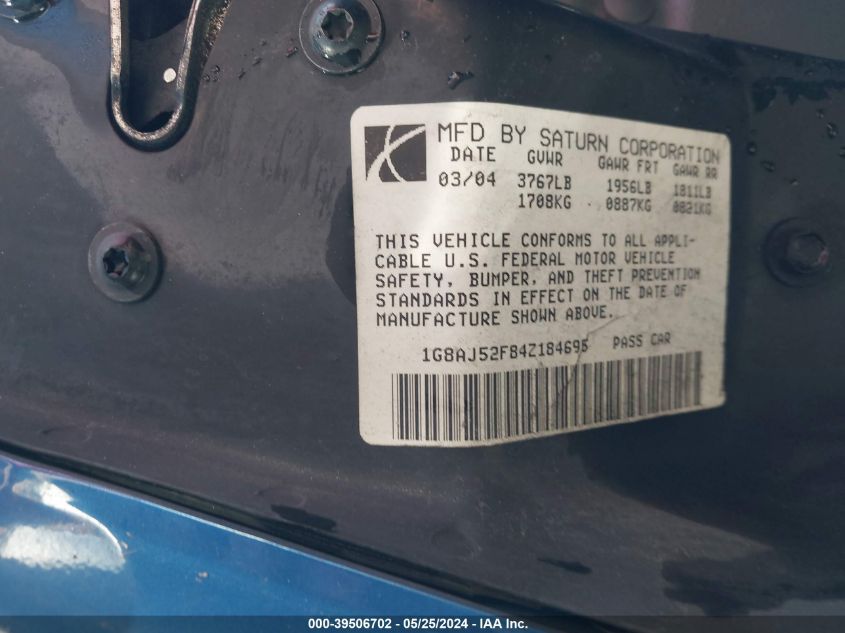 MFD BY SATURN CORPORATION
DATE GVWR GAWR FRT GAWR RR
03/04 3767LB 1956LB 1811LB
1708KG 0887KG 0821KG
THIS VEHICLE CONFORMS TO ALL APPLI-
CABLE U.S. FEDERAL MOTOR VEHICLE
SAFETY, BUMPER, AND THEFT PREVENTION
STANDARDS IN EFFECT ON THE DATE OF
MANUFACTURE SHOWN ABOVE.
1G8AJ52F84Z184695 PASS CAR
000-39506702 - 05/25/2024 - IAA Inc.